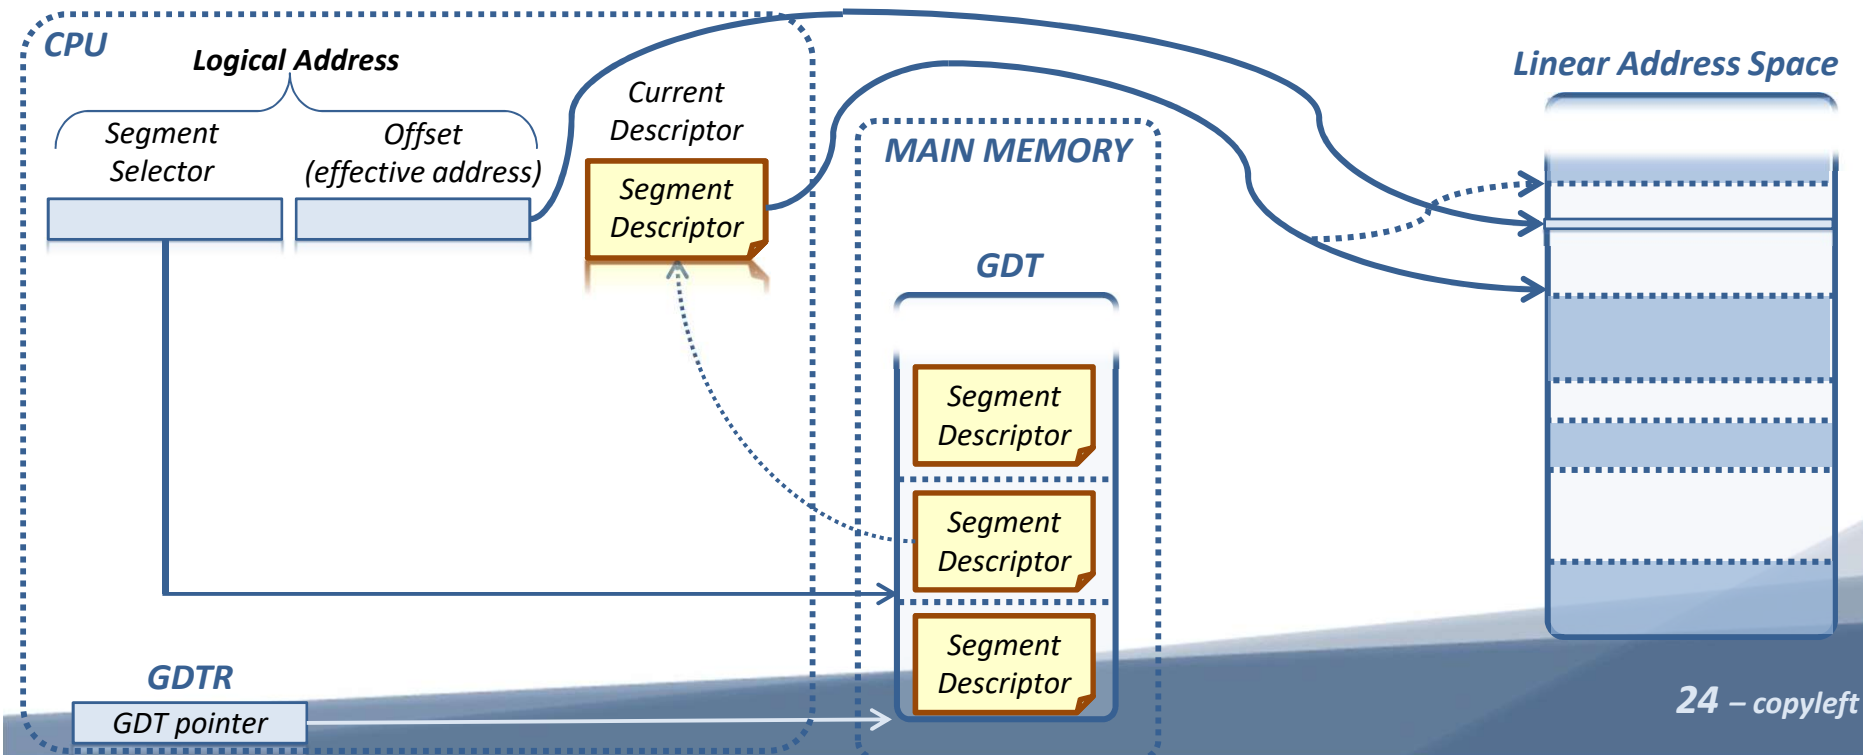 CPU
Logical Address
Segment
Selector
Offset
(effective address)
Current
Descriptor
Segment
Descriptor
MAIN MEMORY
GDT
Segment
Descriptor
Segment
Descriptor
Segment
Descriptor
Linear Address Space
GDTR
GDT pointer
24 – copyleft